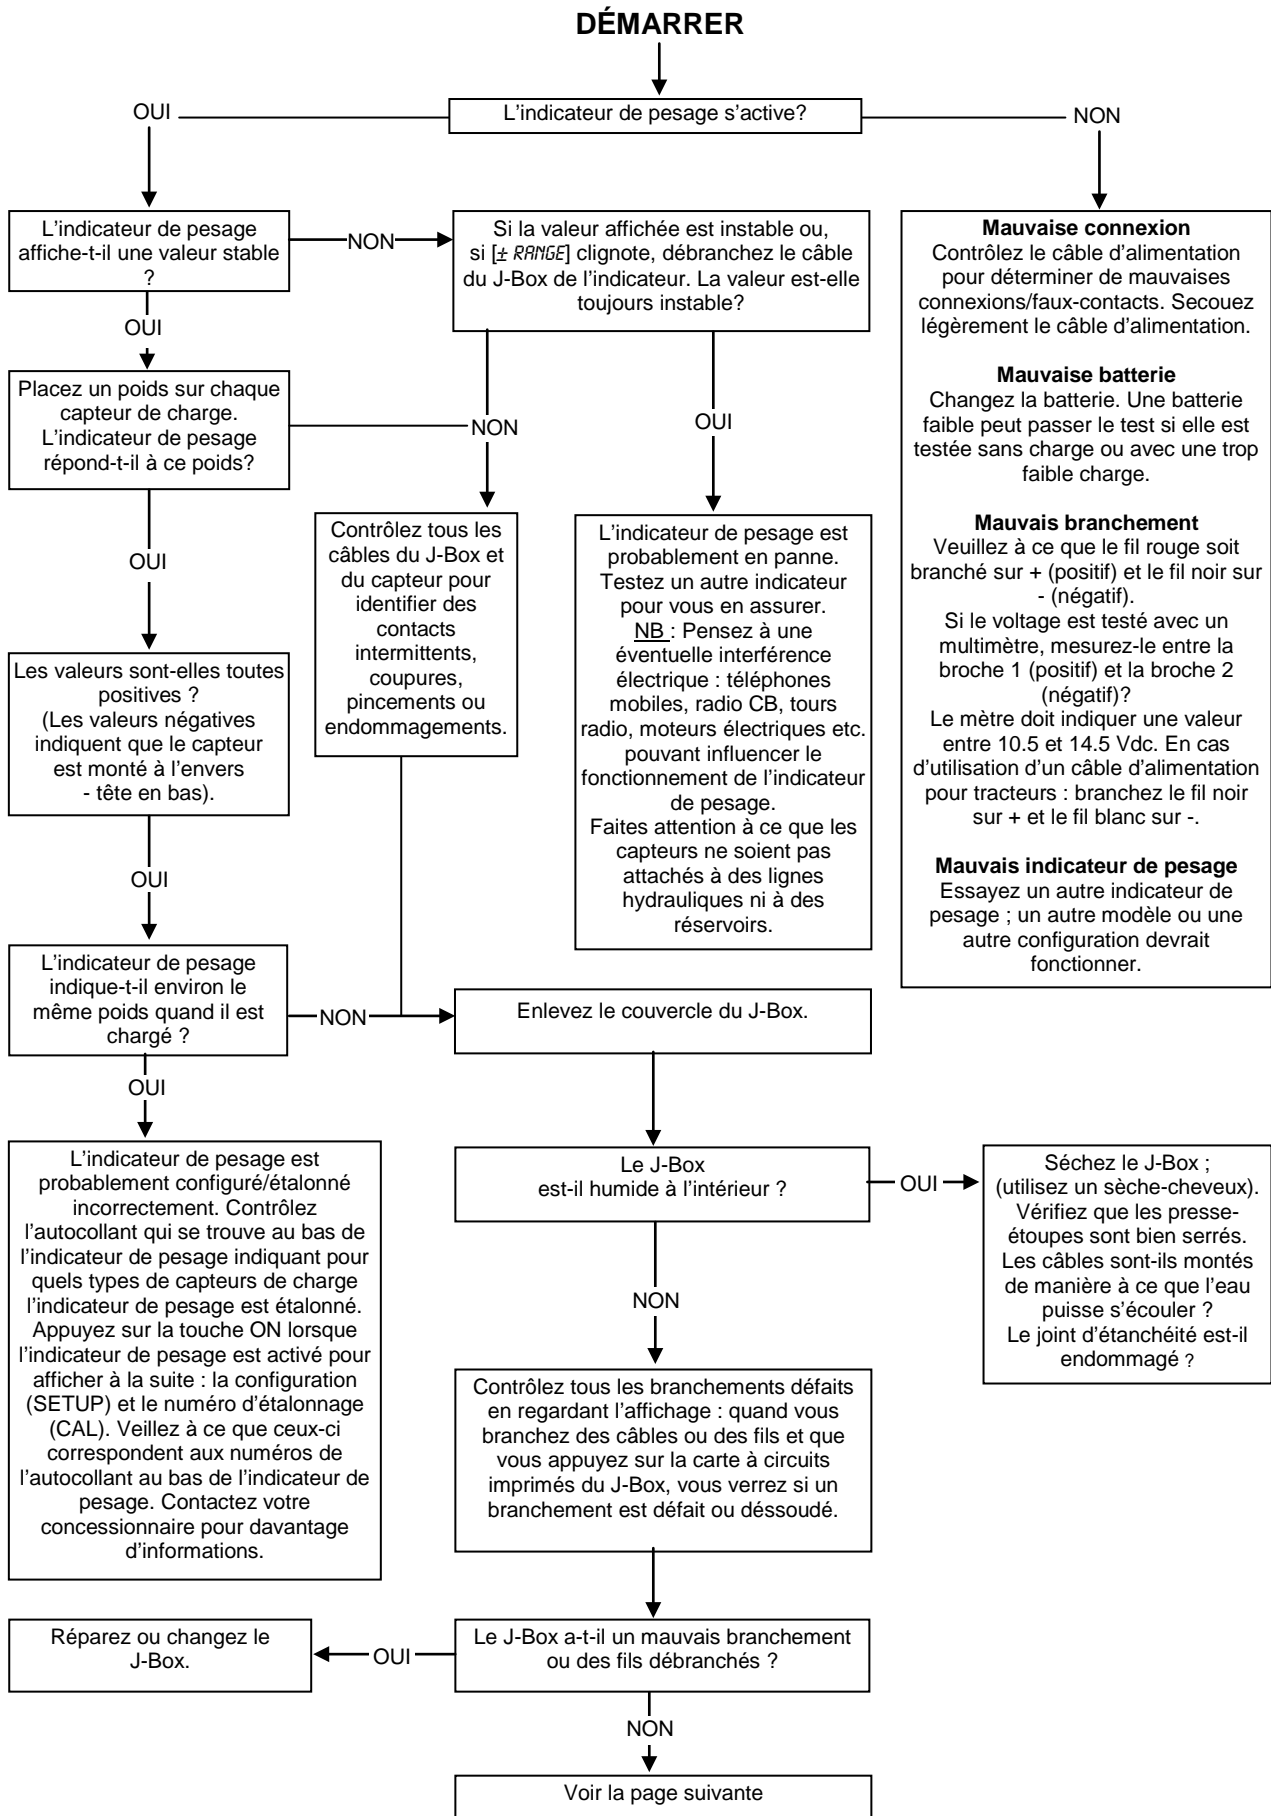 DÉMARRER
L'indicateur de pesage s'active?
OUI
NON
L'indicateur de pesage
affiche-t-il une valeur stable
?
NON
Si la valeur affichée est instable ou,
si [± RANGE] clignote, débranchez le câble
du J-Box de l'indicateur. La valeur est-elle
toujours instable?
Mauvaise connexion
Contrôlez le câble d'alimentation
pour déterminer de mauvaises
connexions/faux-contacts. Secouez
légèrement le câble d'alimentation.
Mauvaise batterie
Changez la batterie. Une batterie
faible peut passer le test si elle est
testée sans charge ou avec une trop
faible charge.
Mauvais branchement
Veuillez à ce que le fil rouge soit
branché sur + (positif) et le fil noir sur
- (négatif).
Si le voltage est testé avec un
multimètre, mesurez-le entre la
broche 1 (positif) et la broche 2
(négatif)?
Le mètre doit indiquer une valeur
entre 10.5 et 14.5 Vdc. En cas
d'utilisation d'un câble d'alimentation
pour tracteurs : branchez le fil noir
sur + et le fil blanc sur -.
Mauvais indicateur de pesage
Essayez un autre indicateur de
pesage ; un autre modèle ou une
autre configuration devrait
fonctionner.
OUI
Placez un poids sur chaque
capteur de charge.
L'indicateur de pesage
répond-t-il à ce poids?
NON
OUI
OUI
Contrôlez tous les
câbles du J-Box et
du capteur pour
identifier des
contacts
intermittents,
coupures,
pincements ou
endommagements.
L'indicateur de pesage est
probablement en panne.
Testez un autre indicateur
pour vous en assurer.
NB : Pensez à une
éventuelle interférence
électrique : téléphones
mobiles, radio CB, tours
radio, moteurs électriques etc.
pouvant influencer le
fonctionnement de l'indicateur
de pesage.
Faites attention à ce que les
capteurs ne soient pas
attachés à des lignes
hydrauliques ni à des
réservoirs.
Les valeurs sont-elles toutes
positives ?
(Les valeurs négatives
indiquent que le capteur
est monté à l'envers
- tête en bas).
OUI
L'indicateur de pesage
indique-t-il environ le
même poids quand il est
chargé ?
NON
Enlevez le couvercle du J-Box.
OUI
L'indicateur de pesage est
probablement configuré/étalonné
incorrectement. Contrôlez
l'autocollant qui se trouve au bas de
l'indicateur de pesage indiquant pour
quels types de capteurs de charge
l'indicateur de pesage est étalonné.
Appuyez sur la touche ON lorsque
l'indicateur de pesage est activé pour
afficher à la suite : la configuration
(SETUP) et le numéro d'étalonnage
(CAL). Veillez à ce que ceux-ci
correspondent aux numéros de
l'autocollant au bas de l'indicateur de
pesage. Contactez votre
concessionnaire pour davantage
d'informations.
Le J-Box
est-il humide à l'intérieur ?
OUI
Séchez le J-Box ;
(utilisez un sèche-cheveux).
Vérifiez que les presse-
étoupes sont bien serrés.
Les câbles sont-ils montés
de manière à ce que l'eau
puisse s'écouler ?
Le joint d'étanchéité est-il
endommagé ?
NON
Contrôlez tous les branchements défaits
en regardant l'affichage : quand vous
branchez des câbles ou des fils et que
vous appuyez sur la carte à circuits
imprimés du J-Box, vous verrez si un
branchement est défait ou déssoudé.
Le J-Box a-t-il un mauvais branchement
ou des fils débranchés ?
OUI
Réparez ou changez le
J-Box.
NON
Voir la page suivante